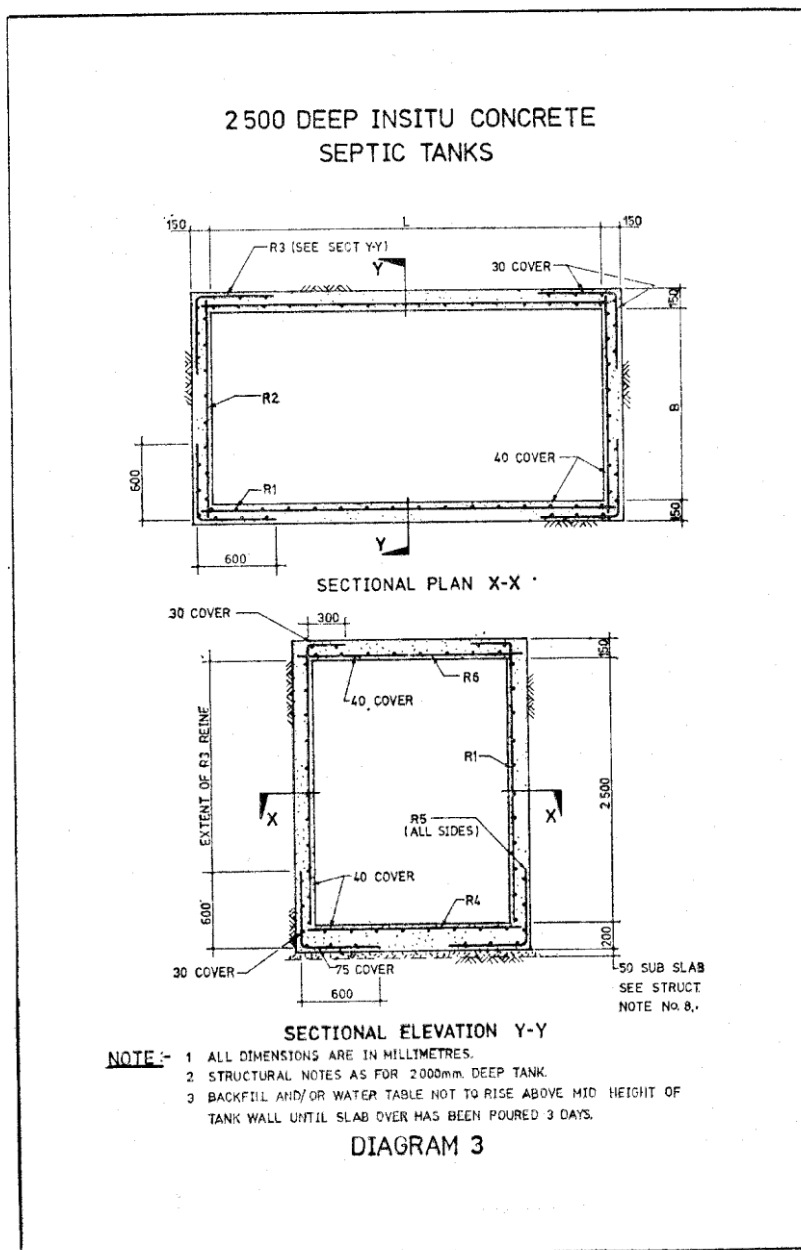 2500 DEEP INSITU CONCRETE
SEPTIC TANKS
150
L
150
R3 (SEE SECT Y-Y)
Y
30 COVER
150
R2
B
40 COVER
600
R1
150
Y
600
SECTIONAL PLAN X-X
30 COVER
300
150
R6
40 COVER
EXTENT OF R3 REINF
R1
2500
X
X
R5
(ALL SIDES)
40 COVER
R4
600
200
30 COVER
75 COVER
50 SUB SLAB
600
SEE STRUCT
NOTE No. 8.
SECTIONAL ELEVATION Y-Y
NOTE:- 1 ALL DIMENSIONS ARE IN MILLIMETRES.
2 STRUCTURAL NOTES AS FOR 2000mm. DEEP TANK.
3 BACKFILL AND/OR WATER TABLE NOT TO RISE ABOVE MID HEIGHT OF
TANK WALL UNTIL SLAB OVER HAS BEEN POURED 3 DAYS.
DIAGRAM 3